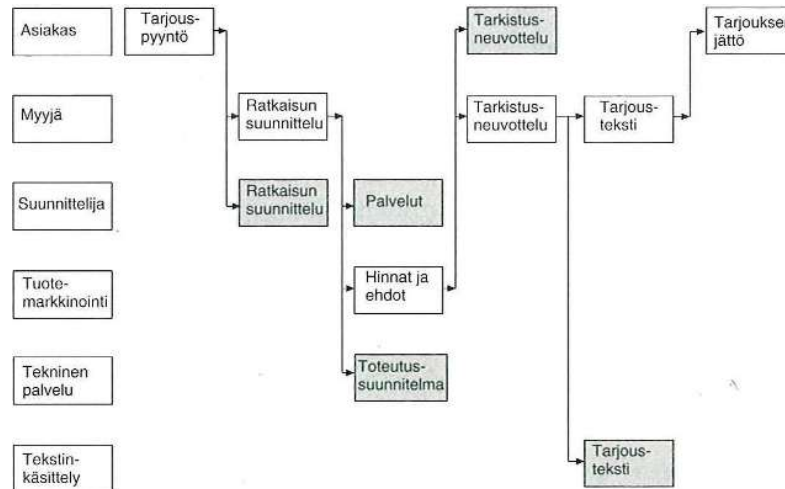 Asiakas
Tarjous-
pyyntö
Tarkistus-
neuvottelu
Tarjouksen
jättö
Myyjä
Ratkaisun
suunnittelu
Tarkistus-
neuvottelu
Tarjous-
teksti
Suunnittelija
Ratkaisun
suunnittelu
Palvelut
Tuote-
markkinointi
Hinnat ja
ehdot
Tekninen
palvelu
Toteutus-
suunnitelma
Tekstin-
käsittely
Tarjous-
teksti